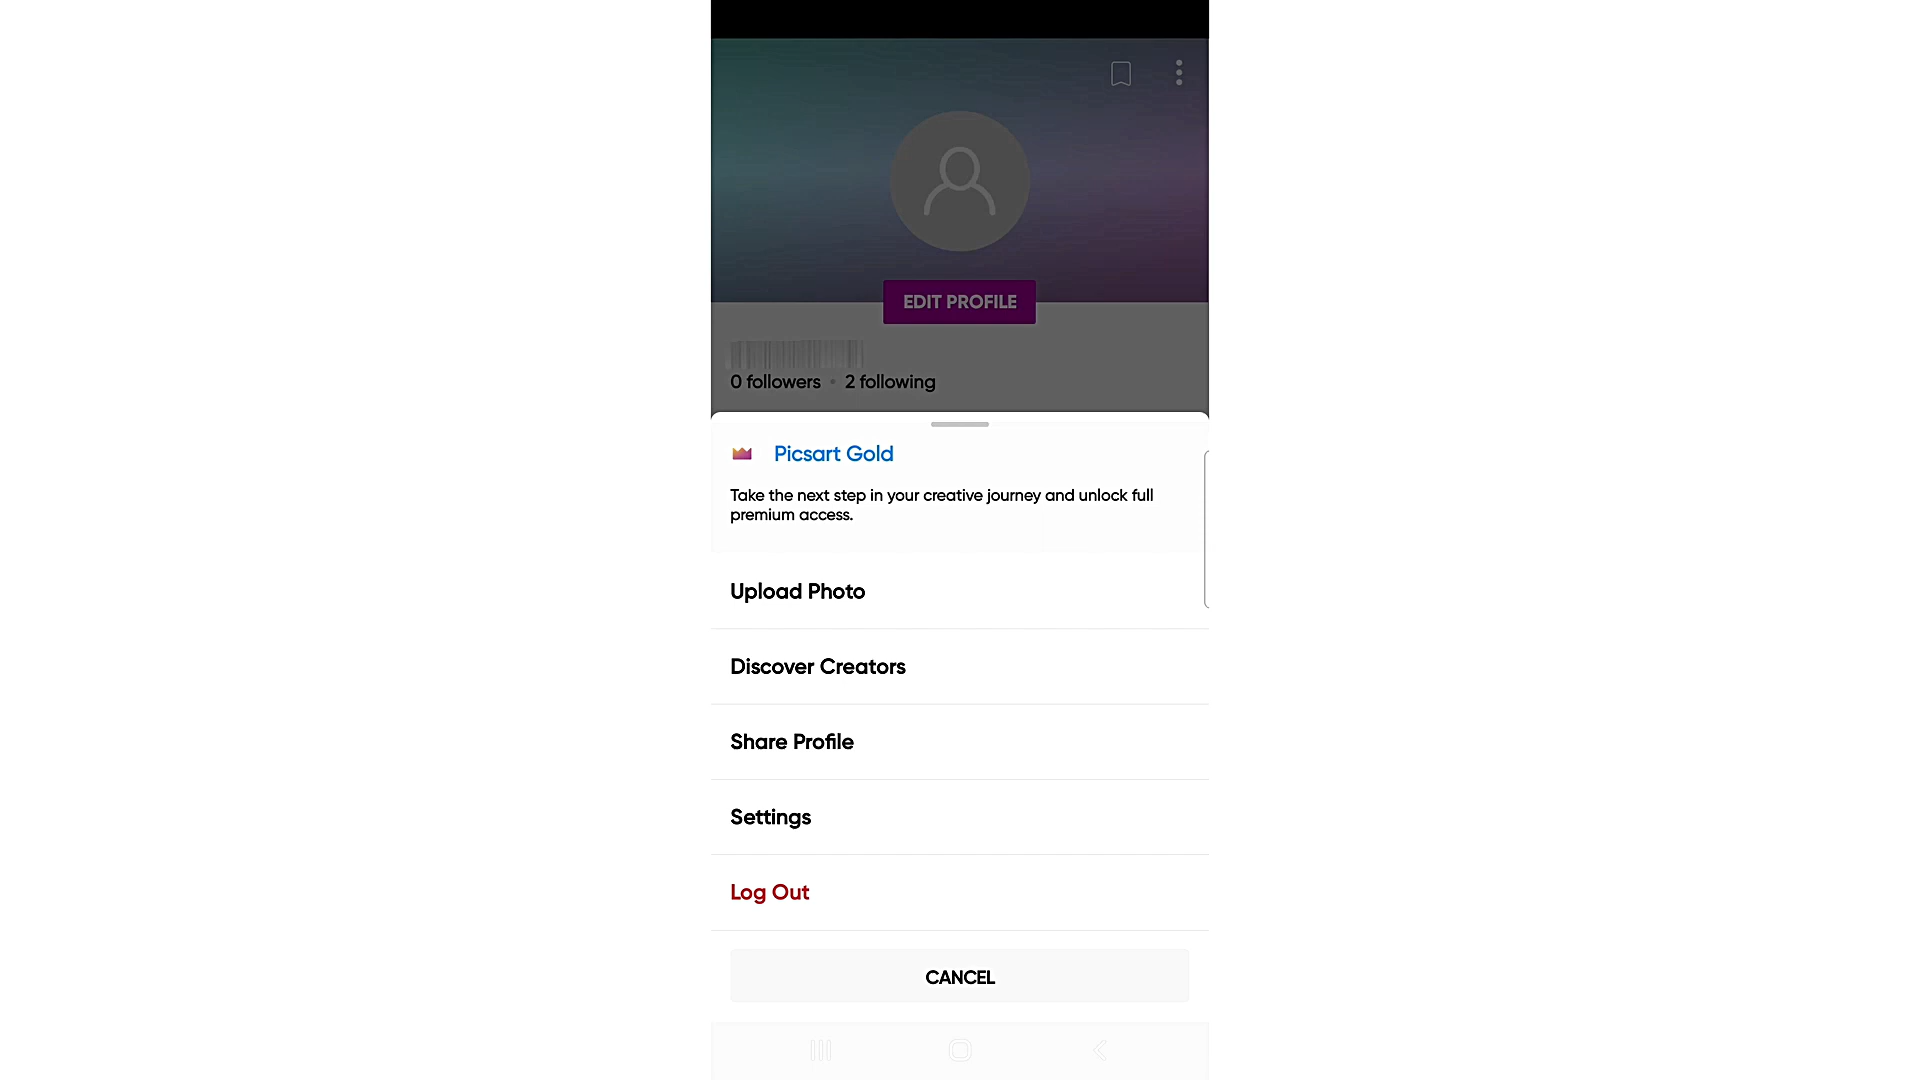 EDIT PROFILE
0 followers • 2 following
Picsart Gold
Take the next step in your creative journey and unlock full
premium access.
Upload Photo
Discover Creators
Share Profile
Settings
Log Out
CANCEL